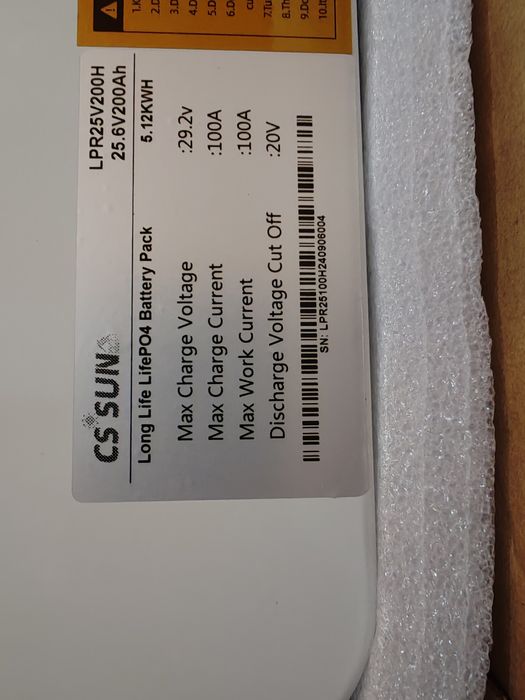 CS SUN
LPR25V200H
25.6V200Ah
Long Life LifePO4 Battery Pack 5.12KWH
Max Charge Voltage :29.2v
Max Charge Current :100A
Max Work Current :100A
Discharge Voltage Cut Off :20V
SN: LPR25100H240906004